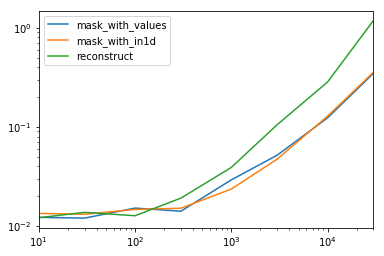 10⁰
10⁻¹
10⁻²
mask_with_values
mask_with_in1d
reconstruct
10¹
10²
10³
10⁴